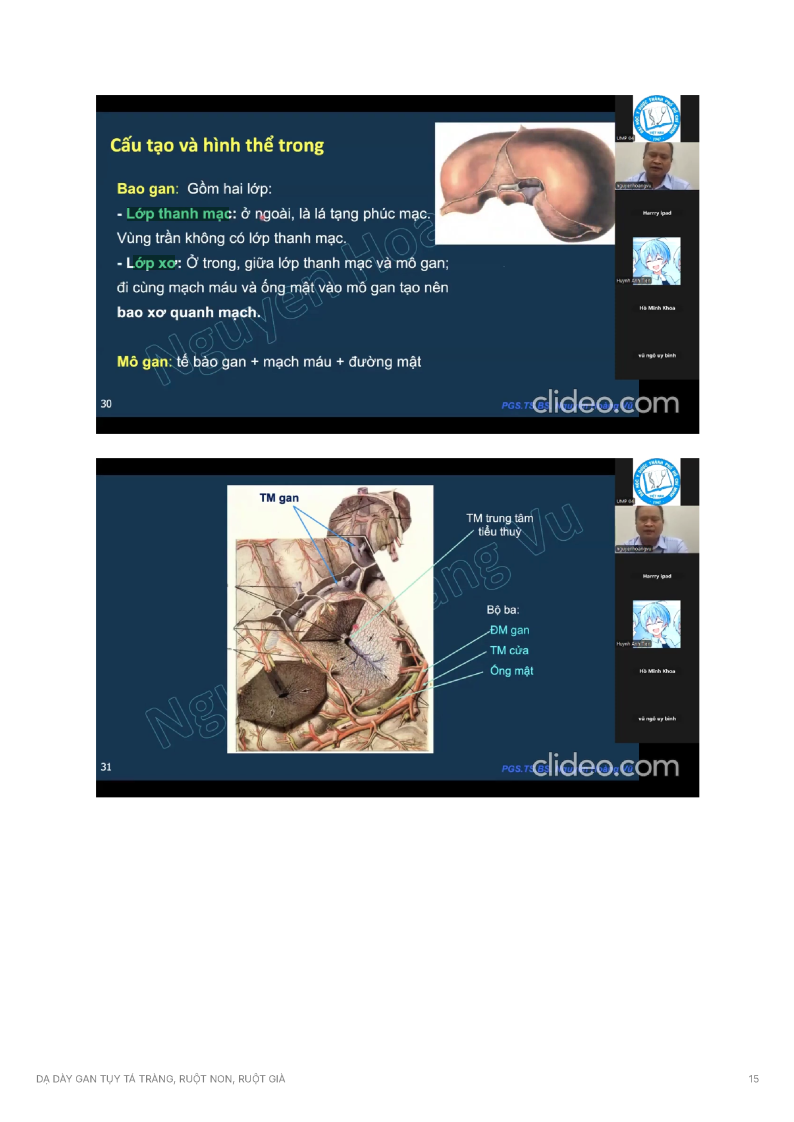 Cấu tạo và hình thể trong
Bao gan: Gồm hai lớp:
- Lớp thanh mạc: ở ngoài, là lá tạng phúc mạc.
Vùng trần không có lớp thanh mạc.
- Lớp xơ: Ở trong, giữa lớp thanh mạc và mô gan;
đi cùng mạch máu và ống mật vào mô gan tạo nên
bao xơ quanh mạch.
Mô gan: tế bào gan + mạch máu + đường mật
30
PGS.TS.BS
clideo.com
nguyenhoangvu
Harrry ipad
Hồ Minh Khoa
vũ ngô uy bình
TM gan
TM trung tâm
tiểu thuỳ
Bộ ba:
ĐM gan
TM cửa
Ống mật
31
PGS.TS.BS
clideo.com
nguyenhoangvu
Harrry ipad
Hồ Minh Khoa
vũ ngô uy bình
DẠ DÀY GAN TỤY TÁ TRÀNG, RUỘT NON, RUỘT GIÀ
15